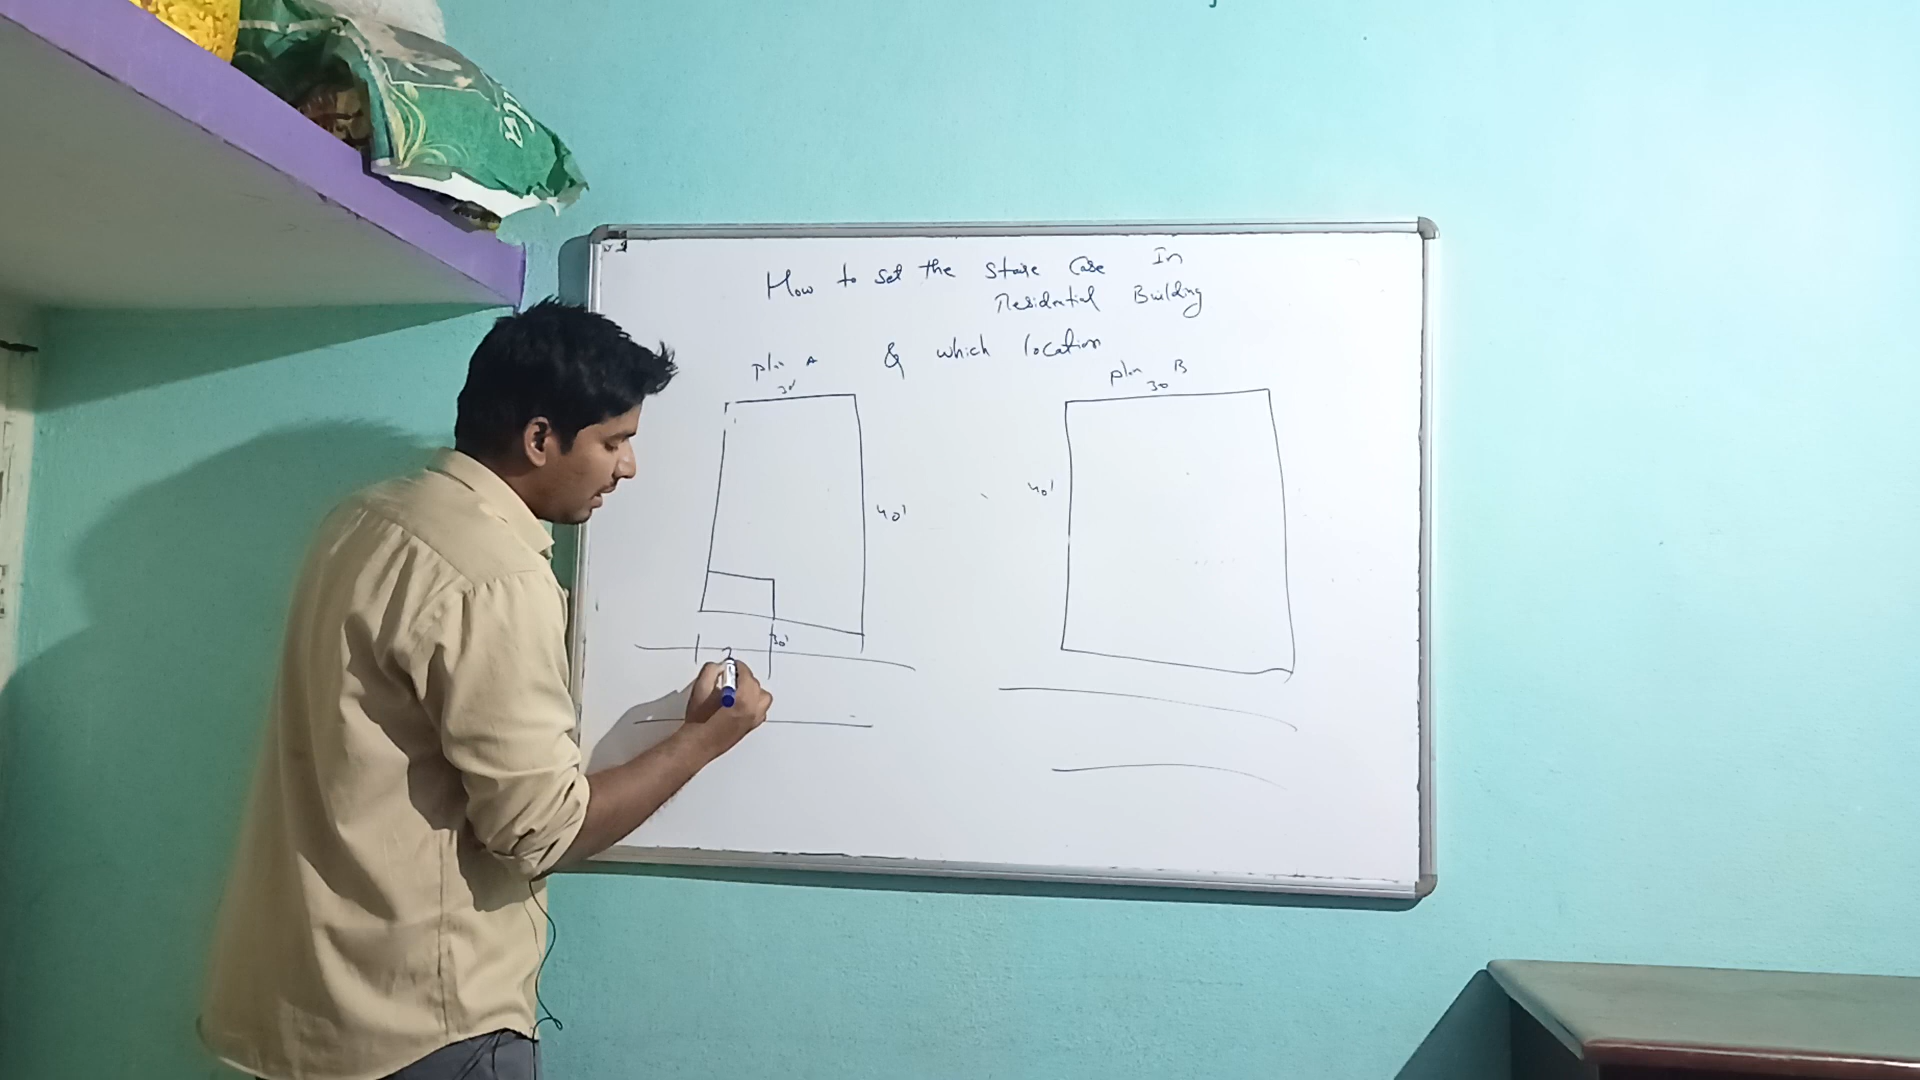 How to set the Stare Case In
Residential Building
& which location
plan A
30'
40'
30'
plan B
30
40'